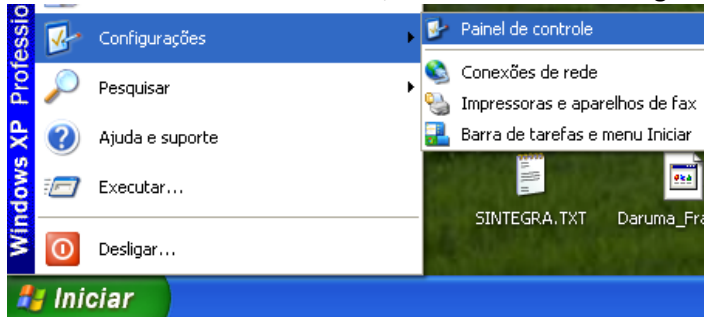 Windows XP Professio
Configurações
Pesquisar
Ajuda e suporte
Executar...
Desligar...
Painel de controle
Conexões de rede
Impressoras e aparelhos de fax
Barra de tarefas e menu Iniciar
SINTEGRA.TXT
Daruma_Fra
Iniciar